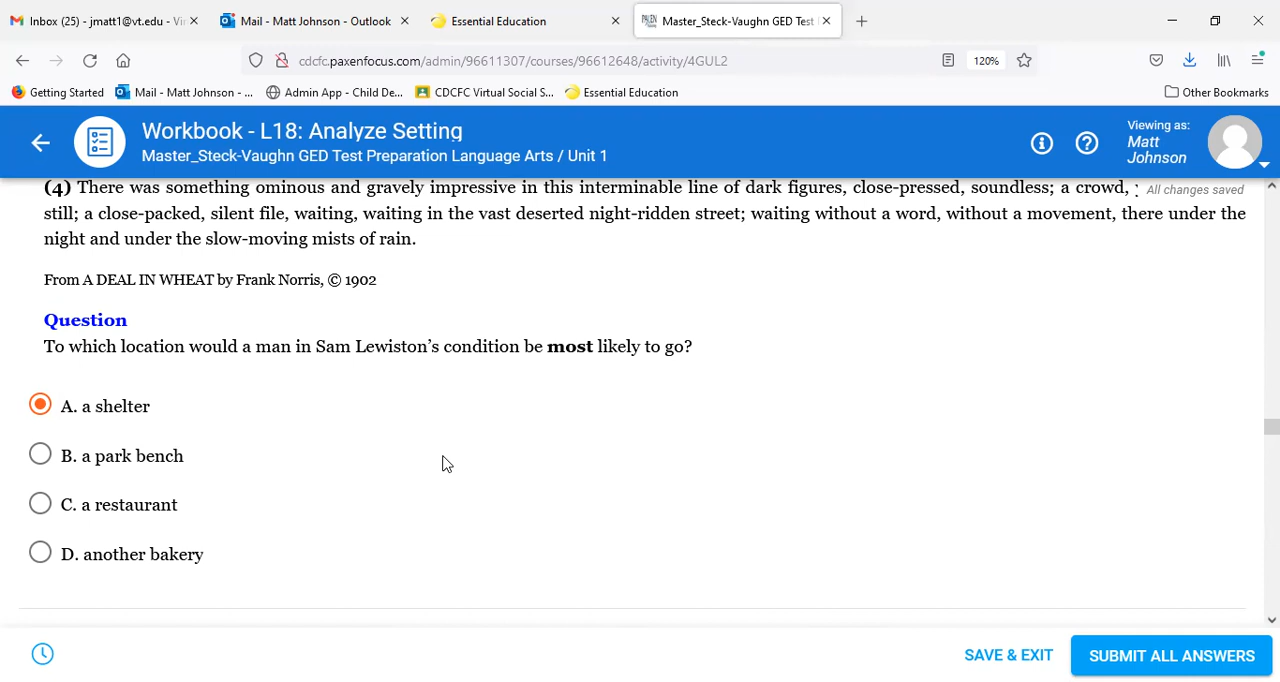 Inbox (25) - jmatt1@vt.edu - Vir
Mail - Matt Johnson - Outlook
Essential Education
PAXEN
Master_Steck-Vaughn GED Test
cdcfc.paxenfocus.com/admin/96611307/courses/96612648/activity/4GUL2
120%
Getting Started
Mail - Matt Johnson - ...
Admin App - Child De...
CDCFC Virtual Social S...
Essential Education
Other Bookmarks
Workbook - L18: Analyze Setting
Master_Steck-Vaughn GED Test Preparation Language Arts / Unit 1
Viewing as:
Matt
Johnson
All changes saved
(4) There was something ominous and gravely impressive in this interminable line of dark figures, close-pressed, soundless; a crowd,
still; a close-packed, silent file, waiting, waiting in the vast deserted night-ridden street; waiting without a word, without a movement, there under the
night and under the slow-moving mists of rain.
From A DEAL IN WHEAT by Frank Norris, © 1902
Question
To which location would a man in Sam Lewiston's condition be most likely to go?
A. a shelter
B. a park bench
C. a restaurant
D. another bakery
SAVE & EXIT
SUBMIT ALL ANSWERS